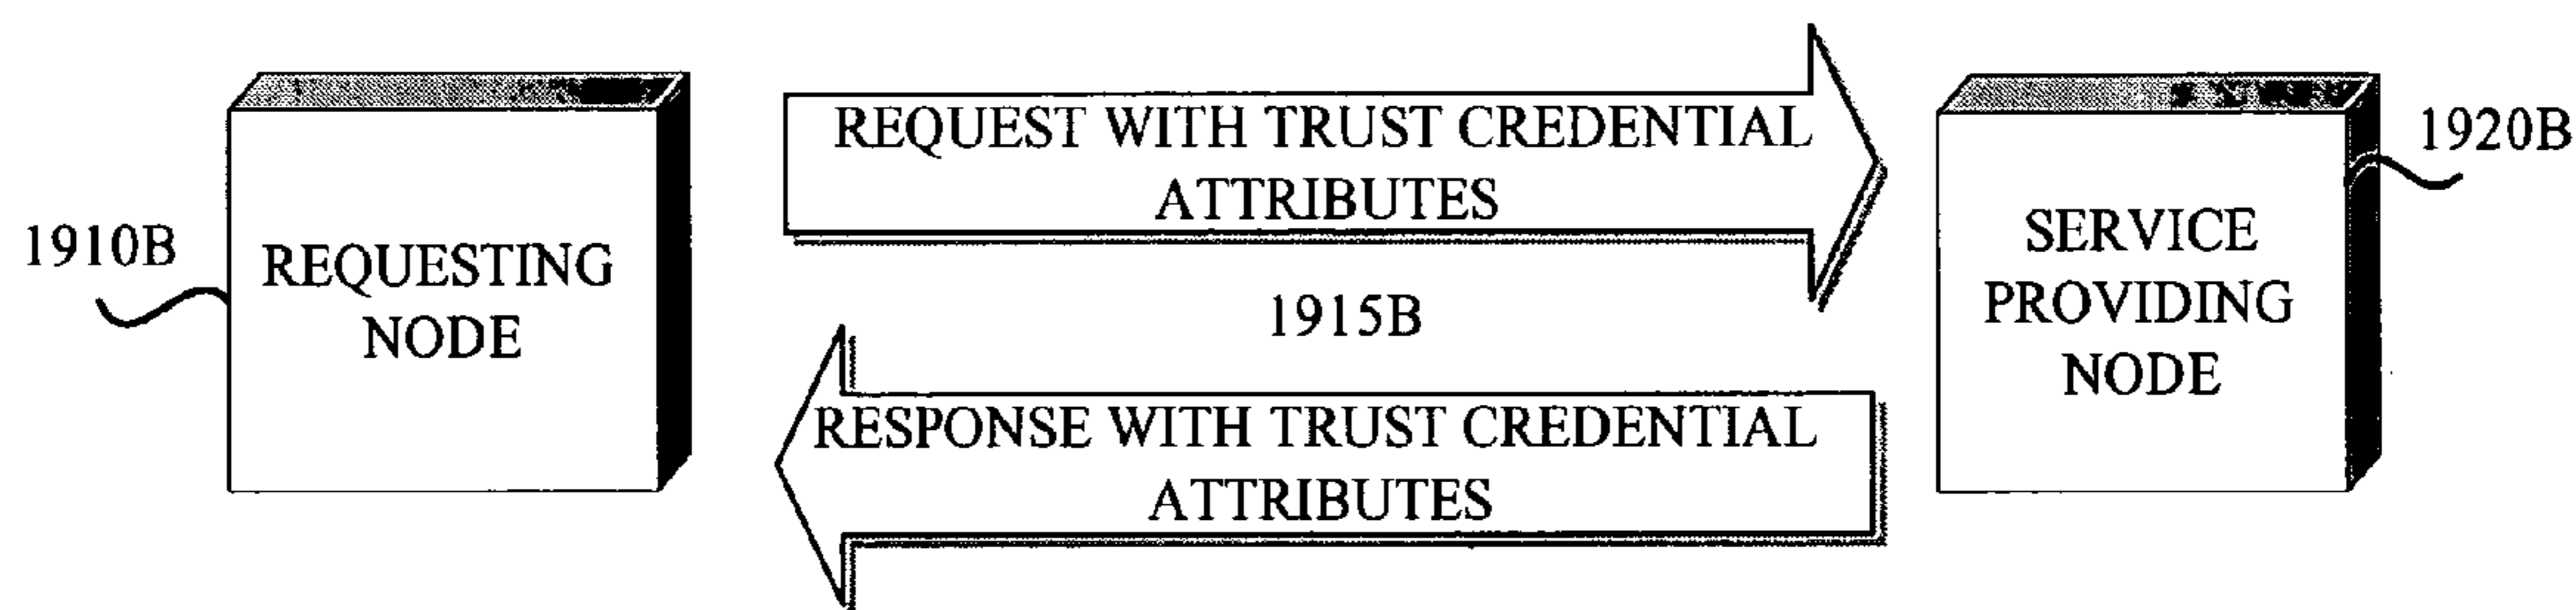 1910B
REQUESTING
NODE
REQUEST WITH TRUST CREDENTIAL
ATTRIBUTES
1915B
RESPONSE WITH TRUST CREDENTIAL
ATTRIBUTES
SERVICE
PROVIDING
NODE
1920B